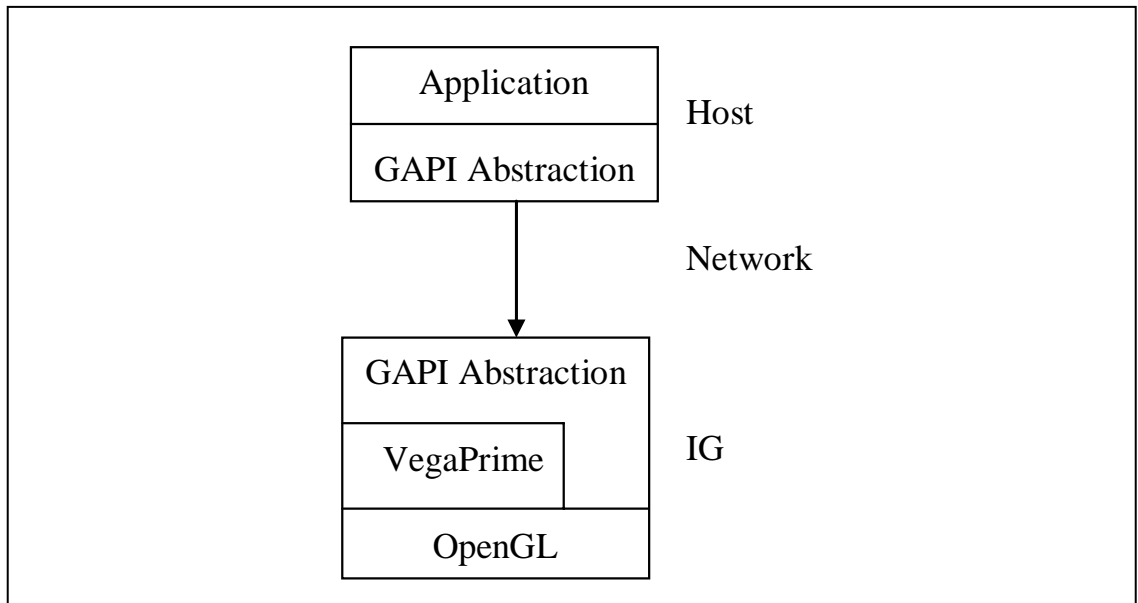 Application
Host
GAPI Abstraction
Network
GAPI Abstraction
VegaPrime
IG
OpenGL